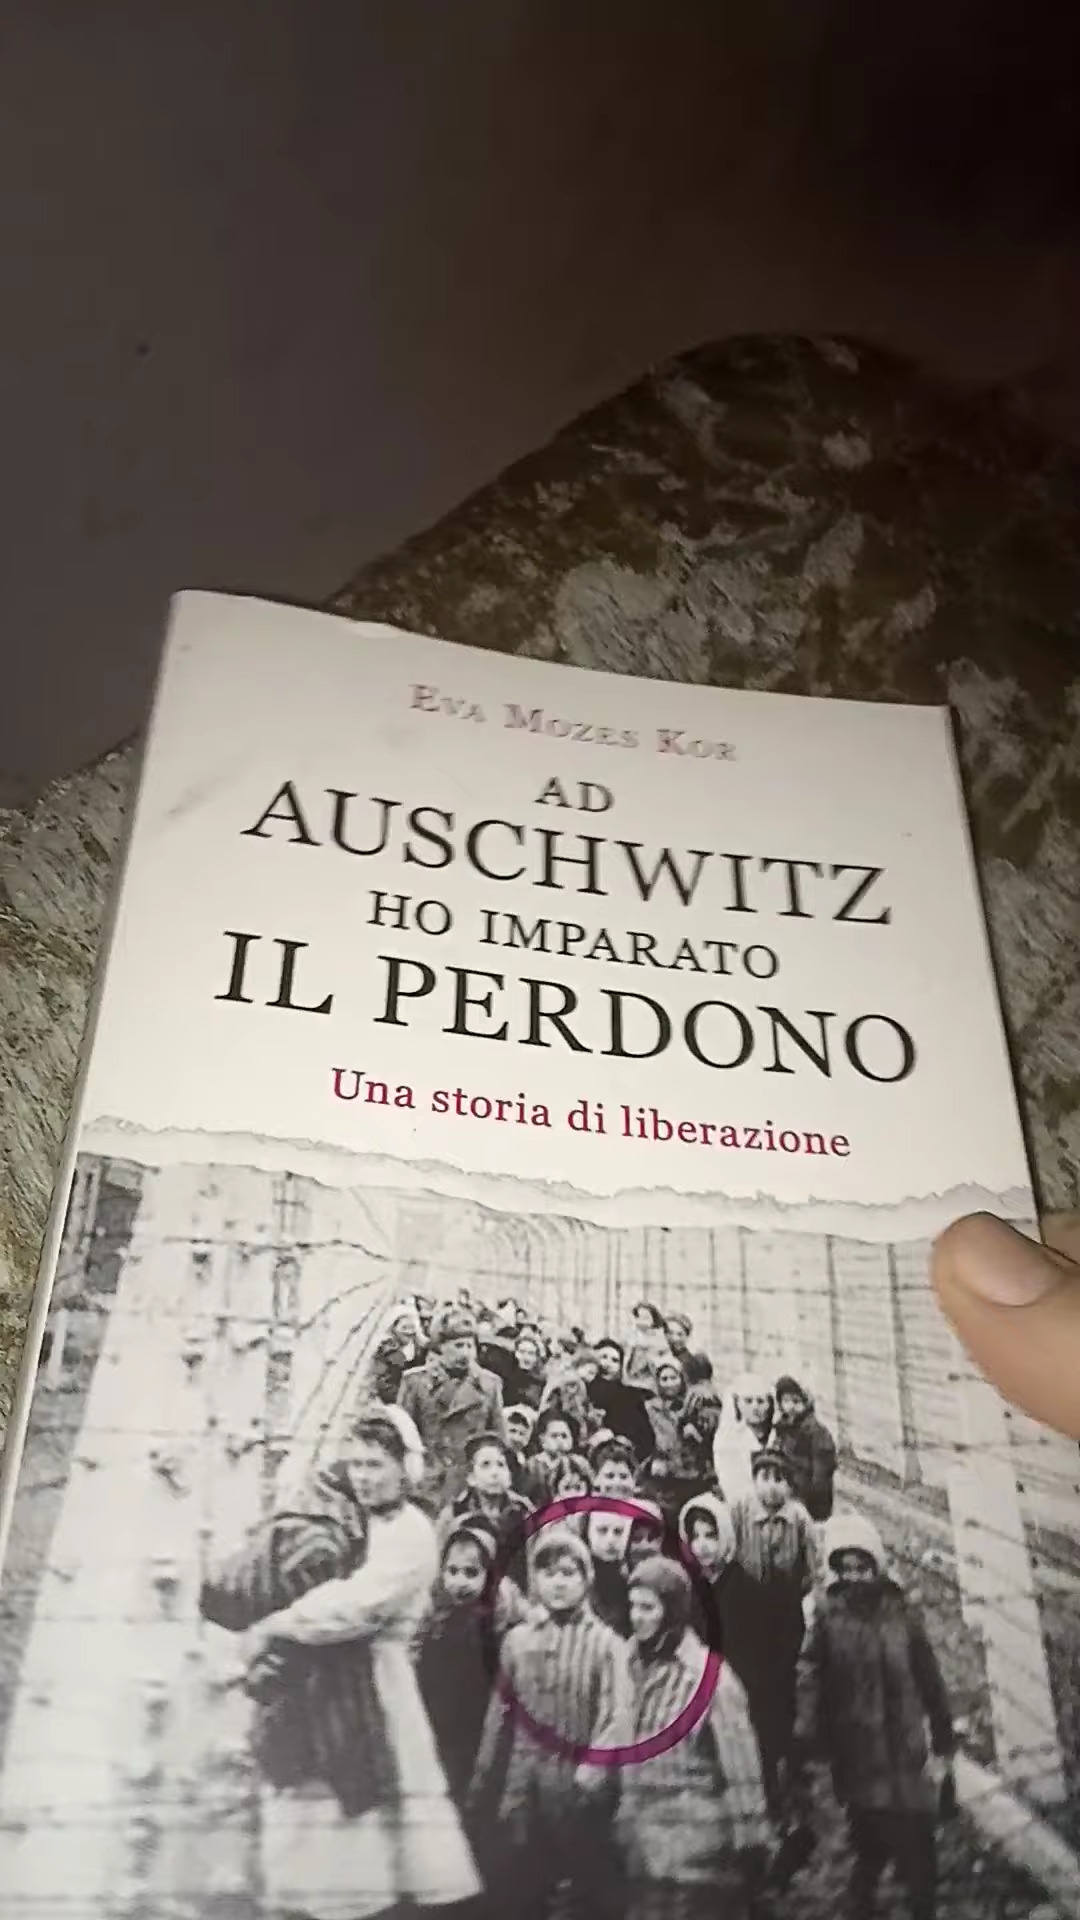 EVA MOZES KOR
AD
AUSCHWITZ
HO IMPARATO
IL PERDONO
Una storia di liberazione